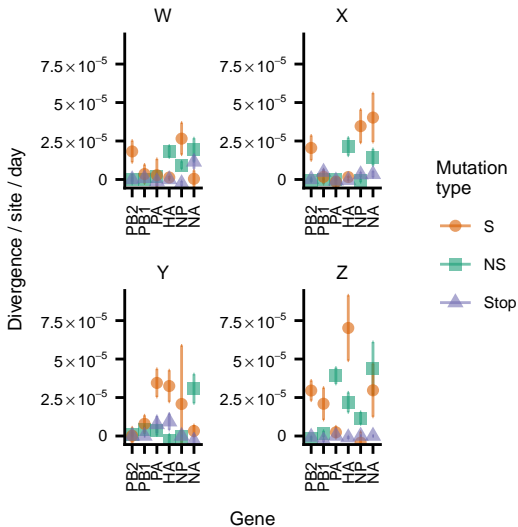 W
X
Divergence / site / day
7.5×10⁻⁵
5×10⁻⁵
2.5×10⁻⁵
0
PB2
PB1
PA
HA
NP
NA
7.5×10⁻⁵
5×10⁻⁵
2.5×10⁻⁵
0
PB2
PB1
PA
HA
NP
NA
Mutation
type
S
NS
Stop
Y
Z
7.5×10⁻⁵
5×10⁻⁵
2.5×10⁻⁵
0
PB2
PB1
PA
HA
NP
NA
7.5×10⁻⁵
5×10⁻⁵
2.5×10⁻⁵
0
PB2
PB1
PA
HA
NP
NA
Gene